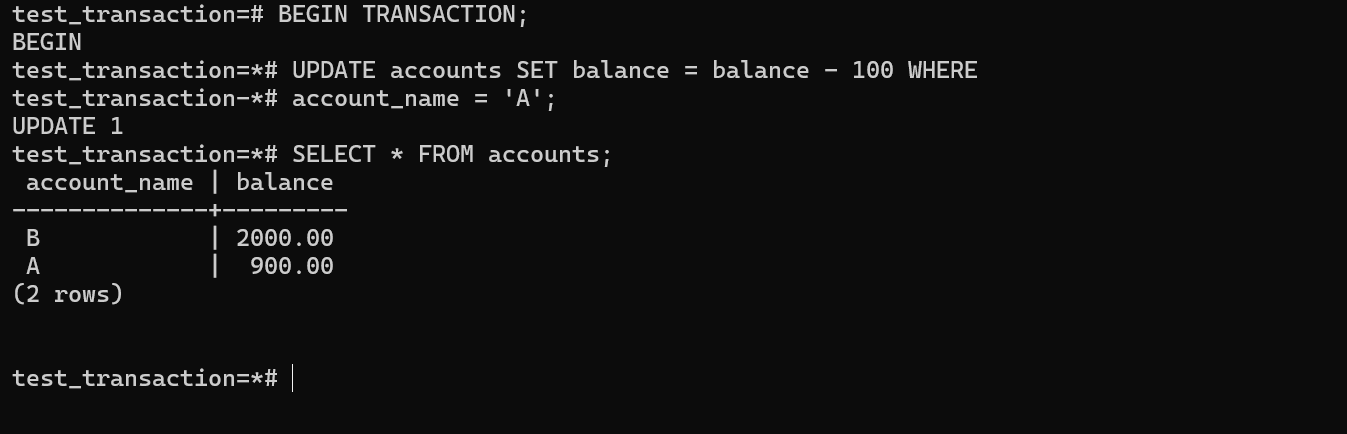 test_transaction=# BEGIN TRANSACTION;
BEGIN
test_transaction=*# UPDATE accounts SET balance = balance - 100 WHERE
test_transaction-*# account_name = 'A';
UPDATE 1
test_transaction=*# SELECT * FROM accounts;
 account_name | balance
--------------+---------
 B            | 2000.00
 A            |  900.00
(2 rows)
test_transaction=*#